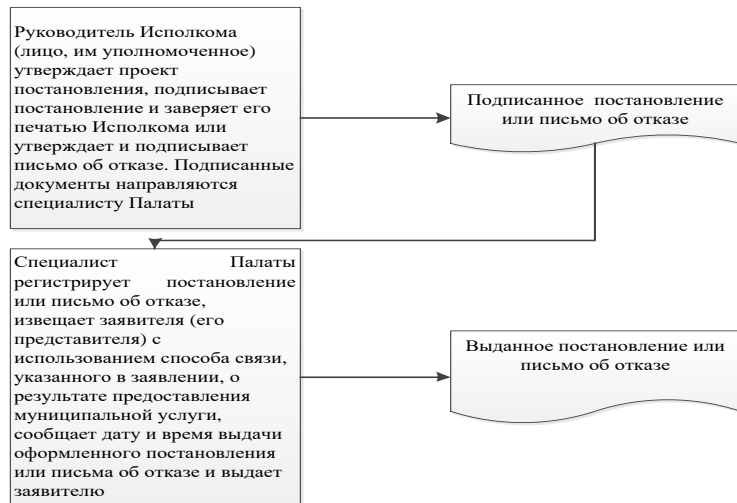 Руководитель Исполкома
(лицо, им уполномоченное)
утверждает проект
постановления, подписывает
постановление и заверяет его
печатью Исполкома или
утверждает и подписывает
письмо об отказе. Подписанные
документы направляются
специалисту Палаты
Подписанное постановление
или письмо об отказе
Специалист Палаты
регистрирует постановление
или письмо об отказе,
извещает заявителя (его
представителя) с
использованием способа связи,
указанного в заявлении, о
результате предоставления
муниципальной услуги,
сообщает дату и время выдачи
оформленного постановления
или письма об отказе и выдает
заявителю
Выданное постановление или
письмо об отказе